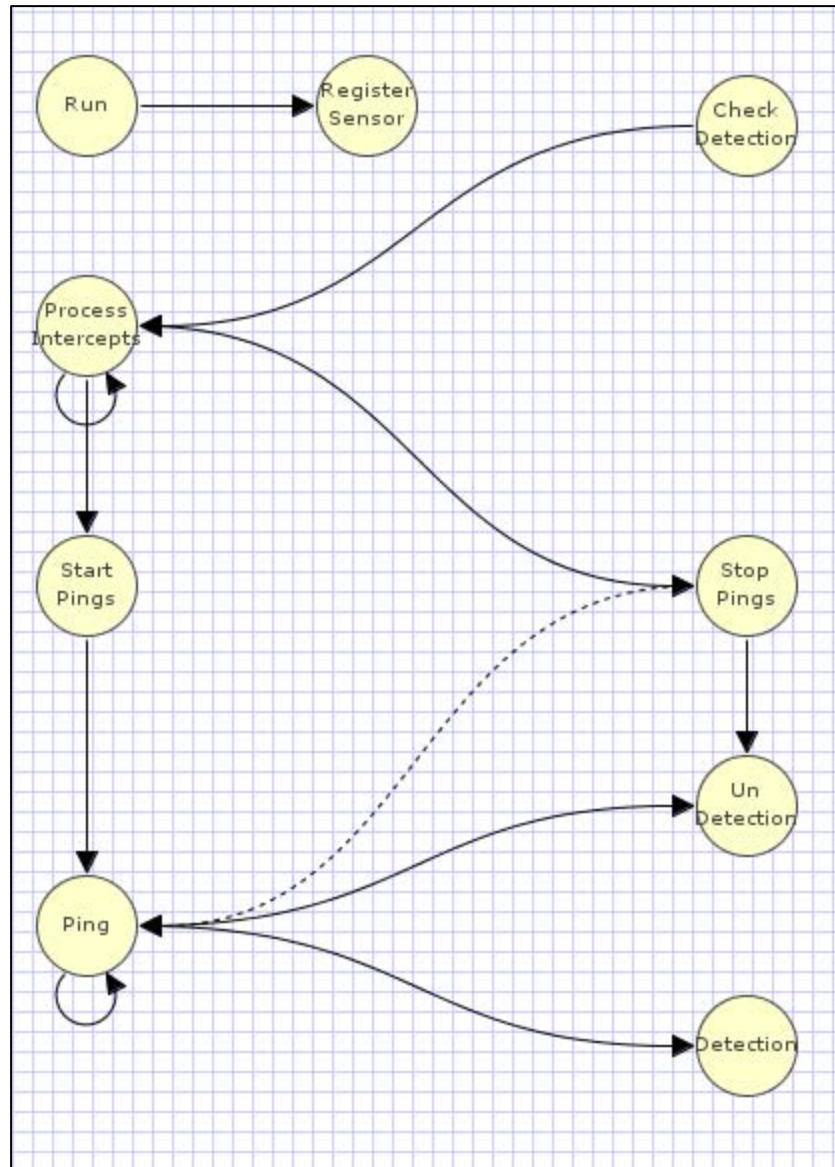 Run
Register
Sensor
Check
Detection
Process
Intercepts
Start
Pings
Stop
Pings
Un
Detection
Ping
Detection